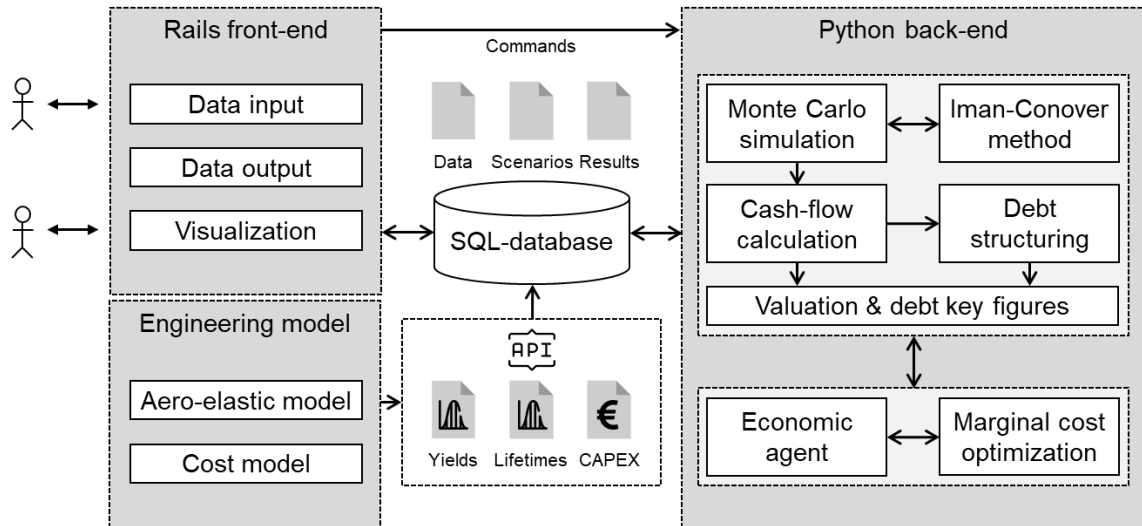 Rails front-end
Data input
Data output
Visualization
Engineering model
Aero-elastic model
Cost model
Commands
Data
Scenarios
Results
SQL-database
API
Yields
Lifetimes
€
CAPEX
Python back-end
Monte Carlo
simulation
Iman-Conover
method
Cash-flow
calculation
Debt
structuring
Valuation & debt key figures
Economic
agent
Marginal cost
optimization